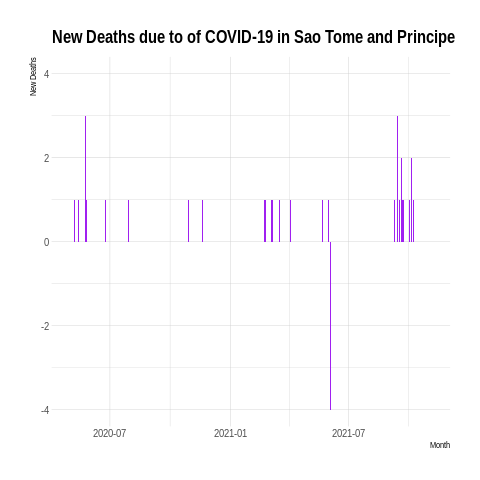 New Deaths due to of COVID-19 in Sao Tome and Principe
New Deaths
4
2
0
-2
-4
2020-07
2021-01
2021-07
Month